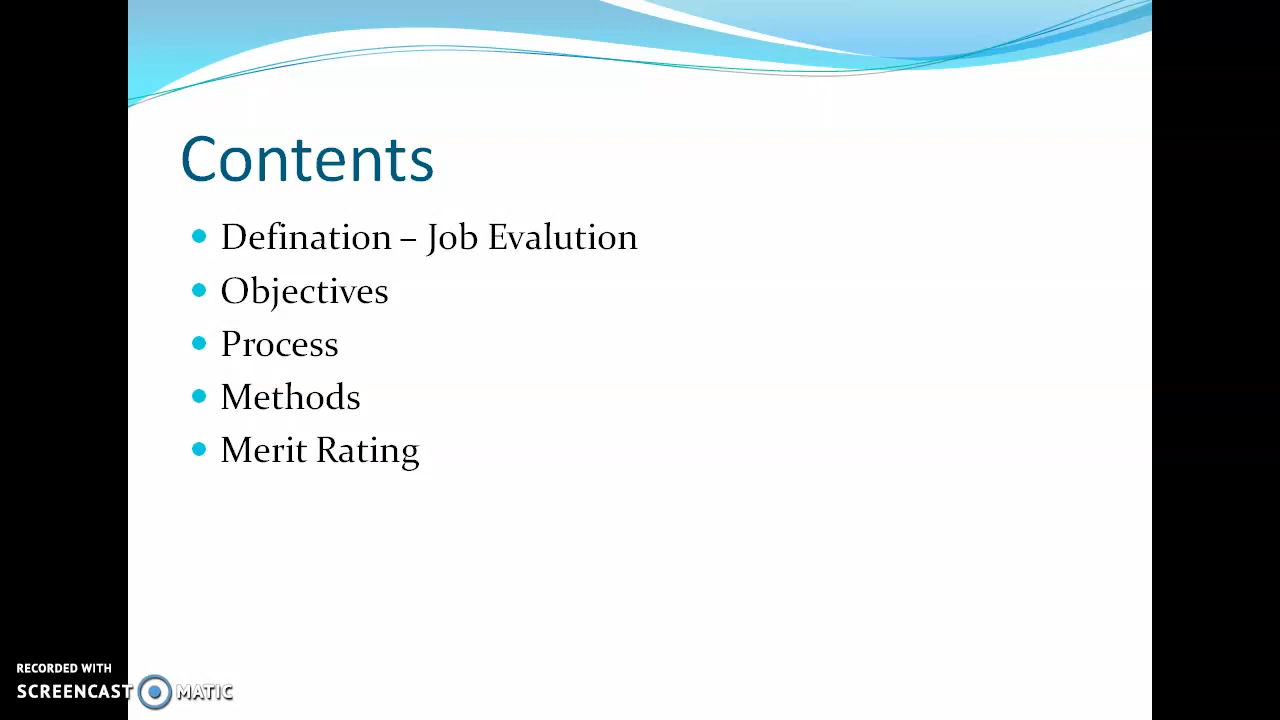 Contents
Defination – Job Evalution
Objectives
Process
Methods
Merit Rating
RECORDED WITH
SCREENCAST MATIC